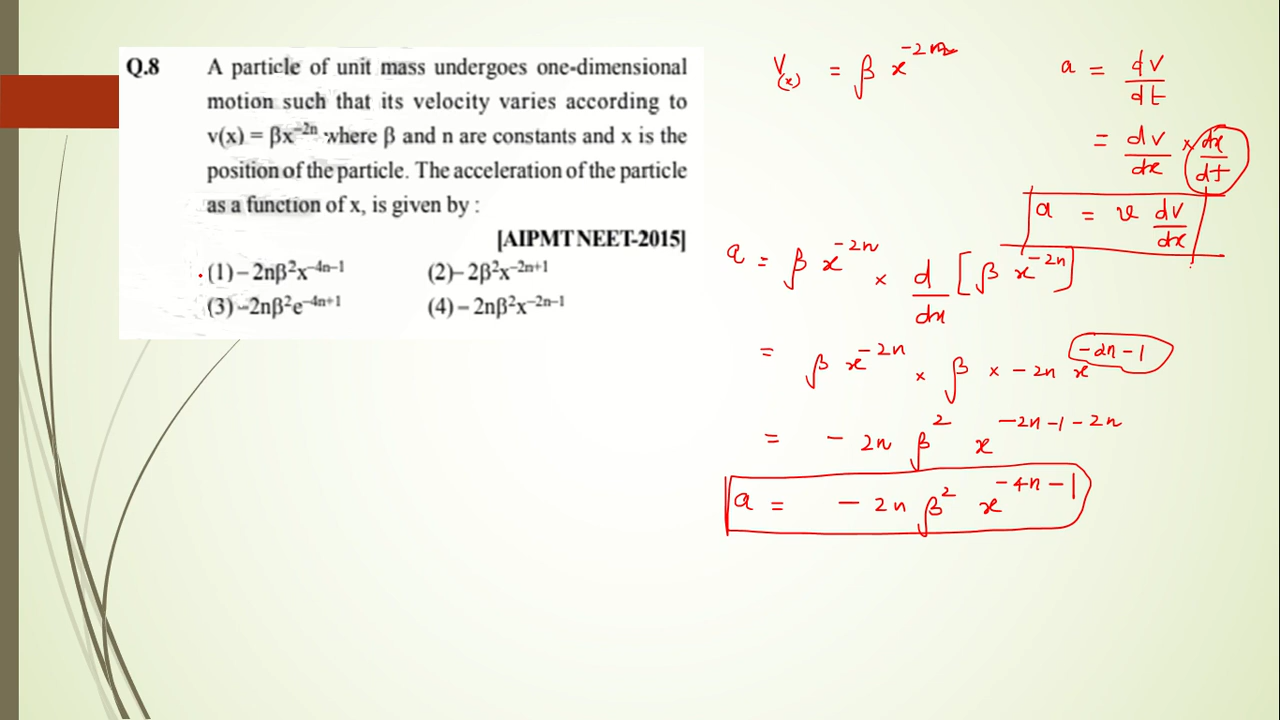 Q.8 A particle of unit mass undergoes one-dimensional
motion such that its velocity varies according to
v(x) = βx⁻²ⁿ where β and n are constants and x is the
position of the particle. The acceleration of the particle
as a function of x, is given by :
[AIPMT NEET-2015]
(1) – 2nβ²x⁻⁴ⁿ⁻¹ (2) – 2β²x⁻²ⁿ⁺¹
(3) –2nβ²e⁻⁴ⁿ⁺¹ (4) – 2nβ²x⁻²ⁿ⁻¹
V(x) = β x⁻²ⁿ
a = dv/dt
= dv/dx × dx/dt
a = v dv/dx
a = β x⁻²ⁿ × d/dx [β x⁻²ⁿ]
= β x⁻²ⁿ × β × – 2n x⁻²ⁿ⁻¹
= – 2n β² x⁻²ⁿ⁻¹⁻²ⁿ
a = – 2n β² x⁻⁴ⁿ⁻¹